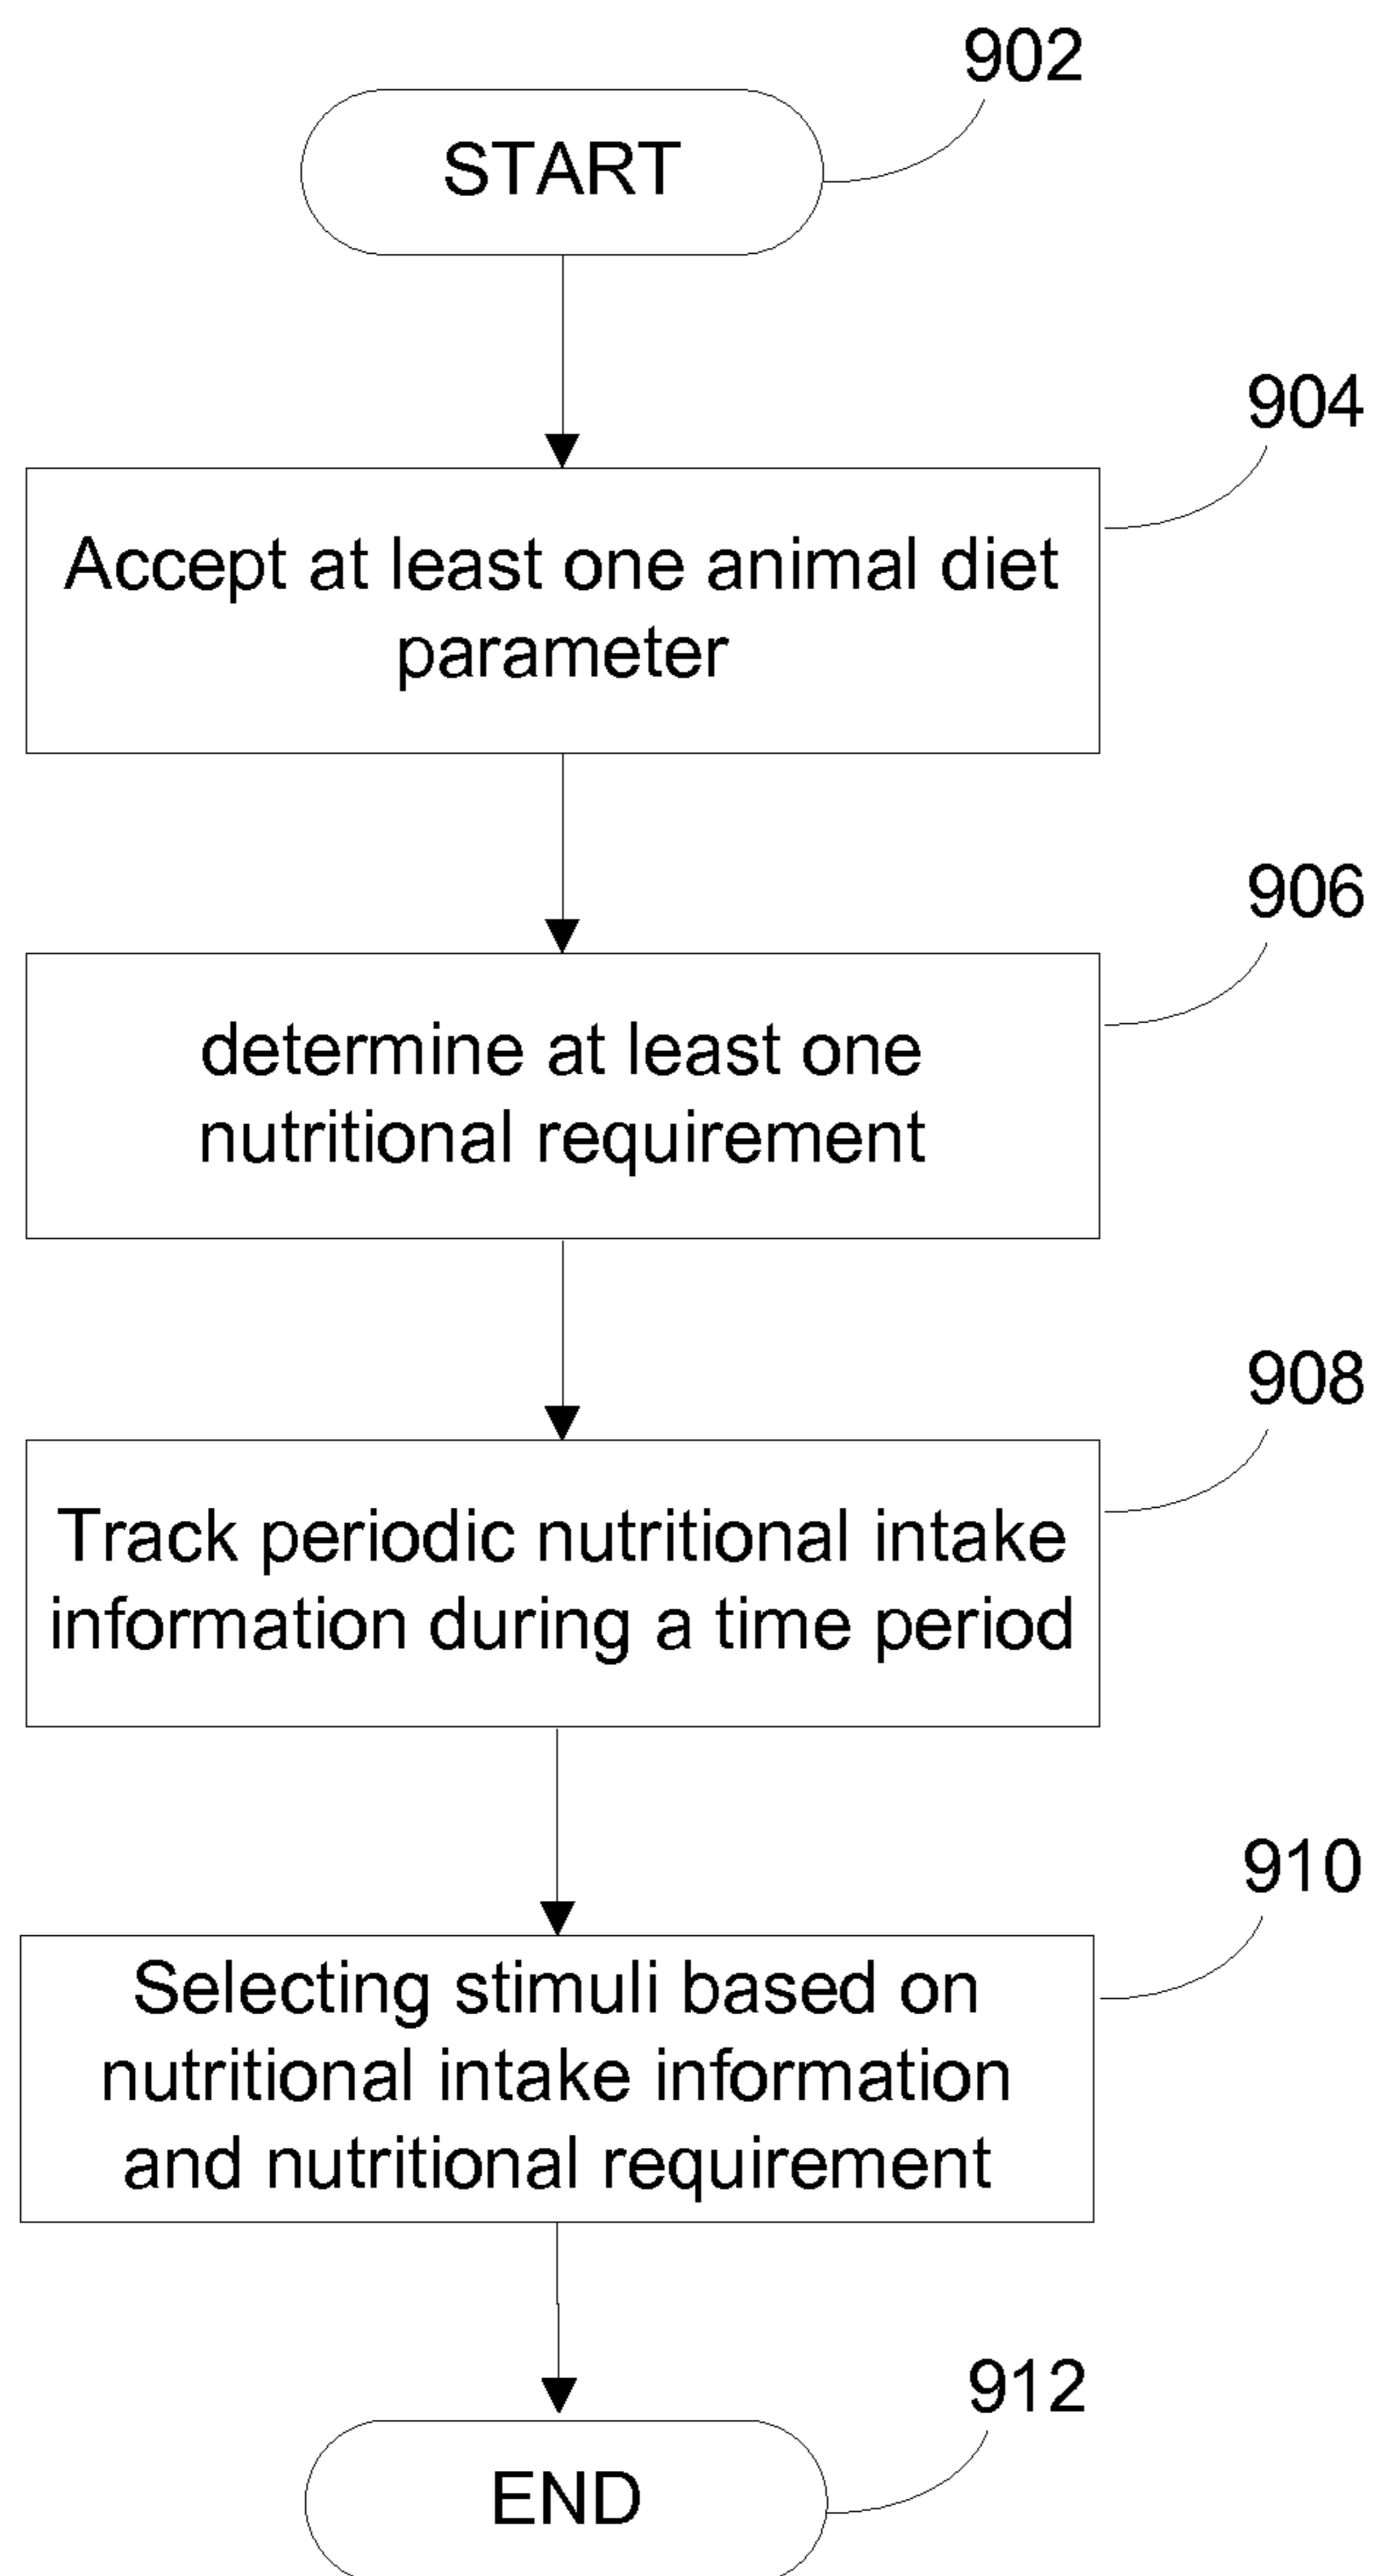 902
START
904
Accept at least one animal diet
parameter
906
determine at least one
nutritional requirement
908
Track periodic nutritional intake
information during a time period
910
Selecting stimuli based on
nutritional intake information
and nutritional requirement
912
END